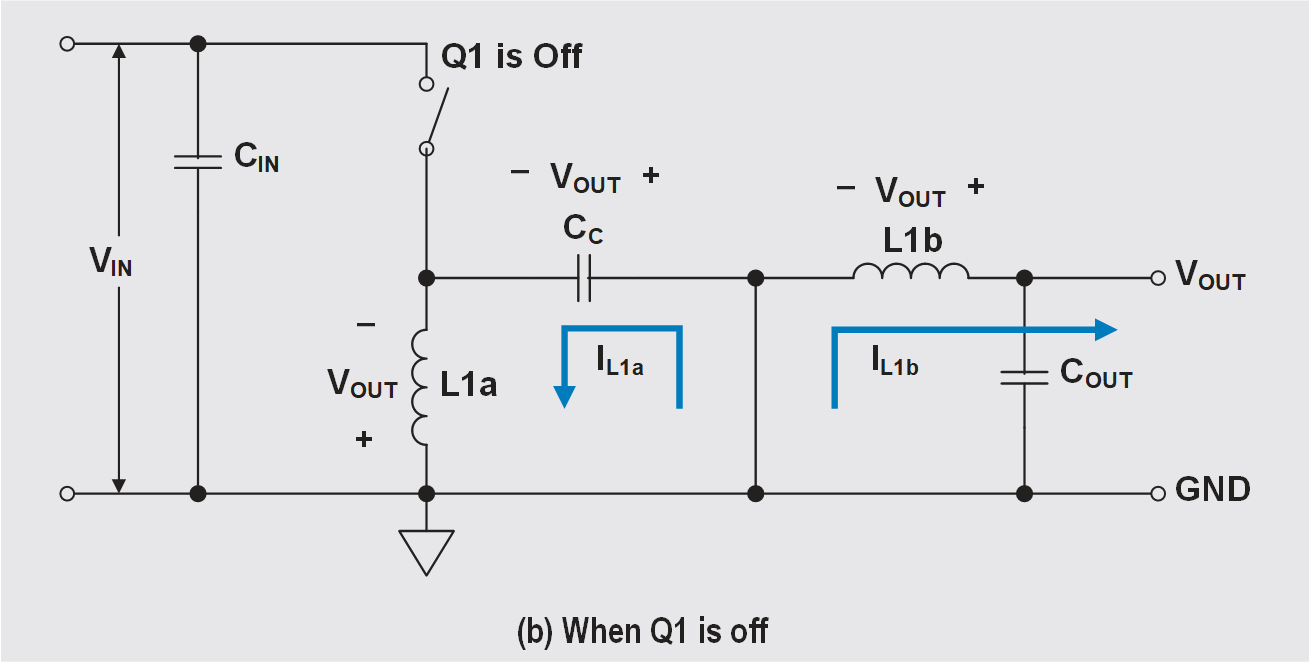 Q1 is Off
CIN
– VOUT +
CC
– VOUT +
L1b
VIN
VOUT
–
VOUT
+
L1a
IL1a
IL1b
COUT
GND
(b) When Q1 is off